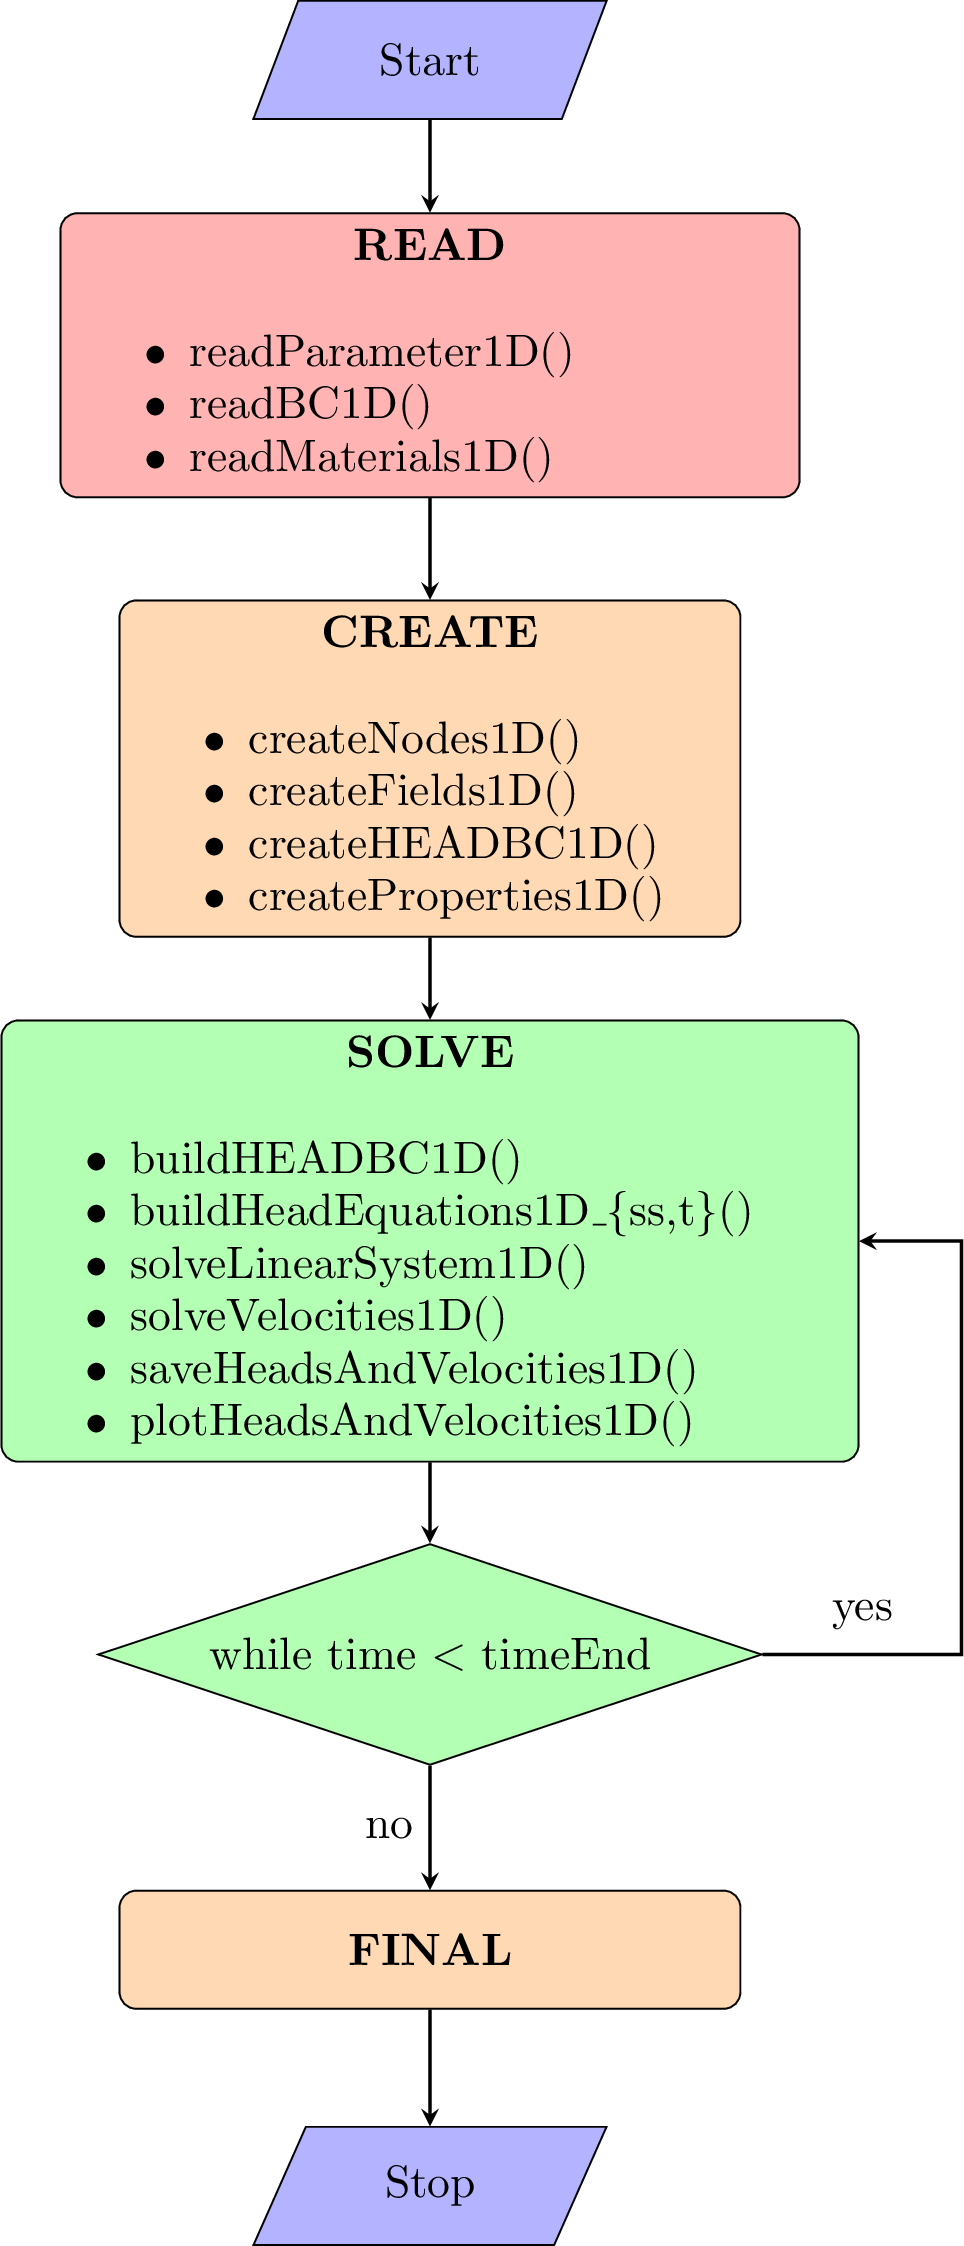 Start
READ
• readParameter1D()
• readBC1D()
• readMaterials1D()
CREATE
• createNodes1D()
• createFields1D()
• createHEADBC1D()
• createProperties1D()
SOLVE
• buildHEADBC1D()
• buildHeadEquations1D_{ss,t}()
• solveLinearSystem1D()
• solveVelocities1D()
• saveHeadsAndVelocities1D()
• plotHeadsAndVelocities1D()
yes
while time < timeEnd
no
FINAL
Stop